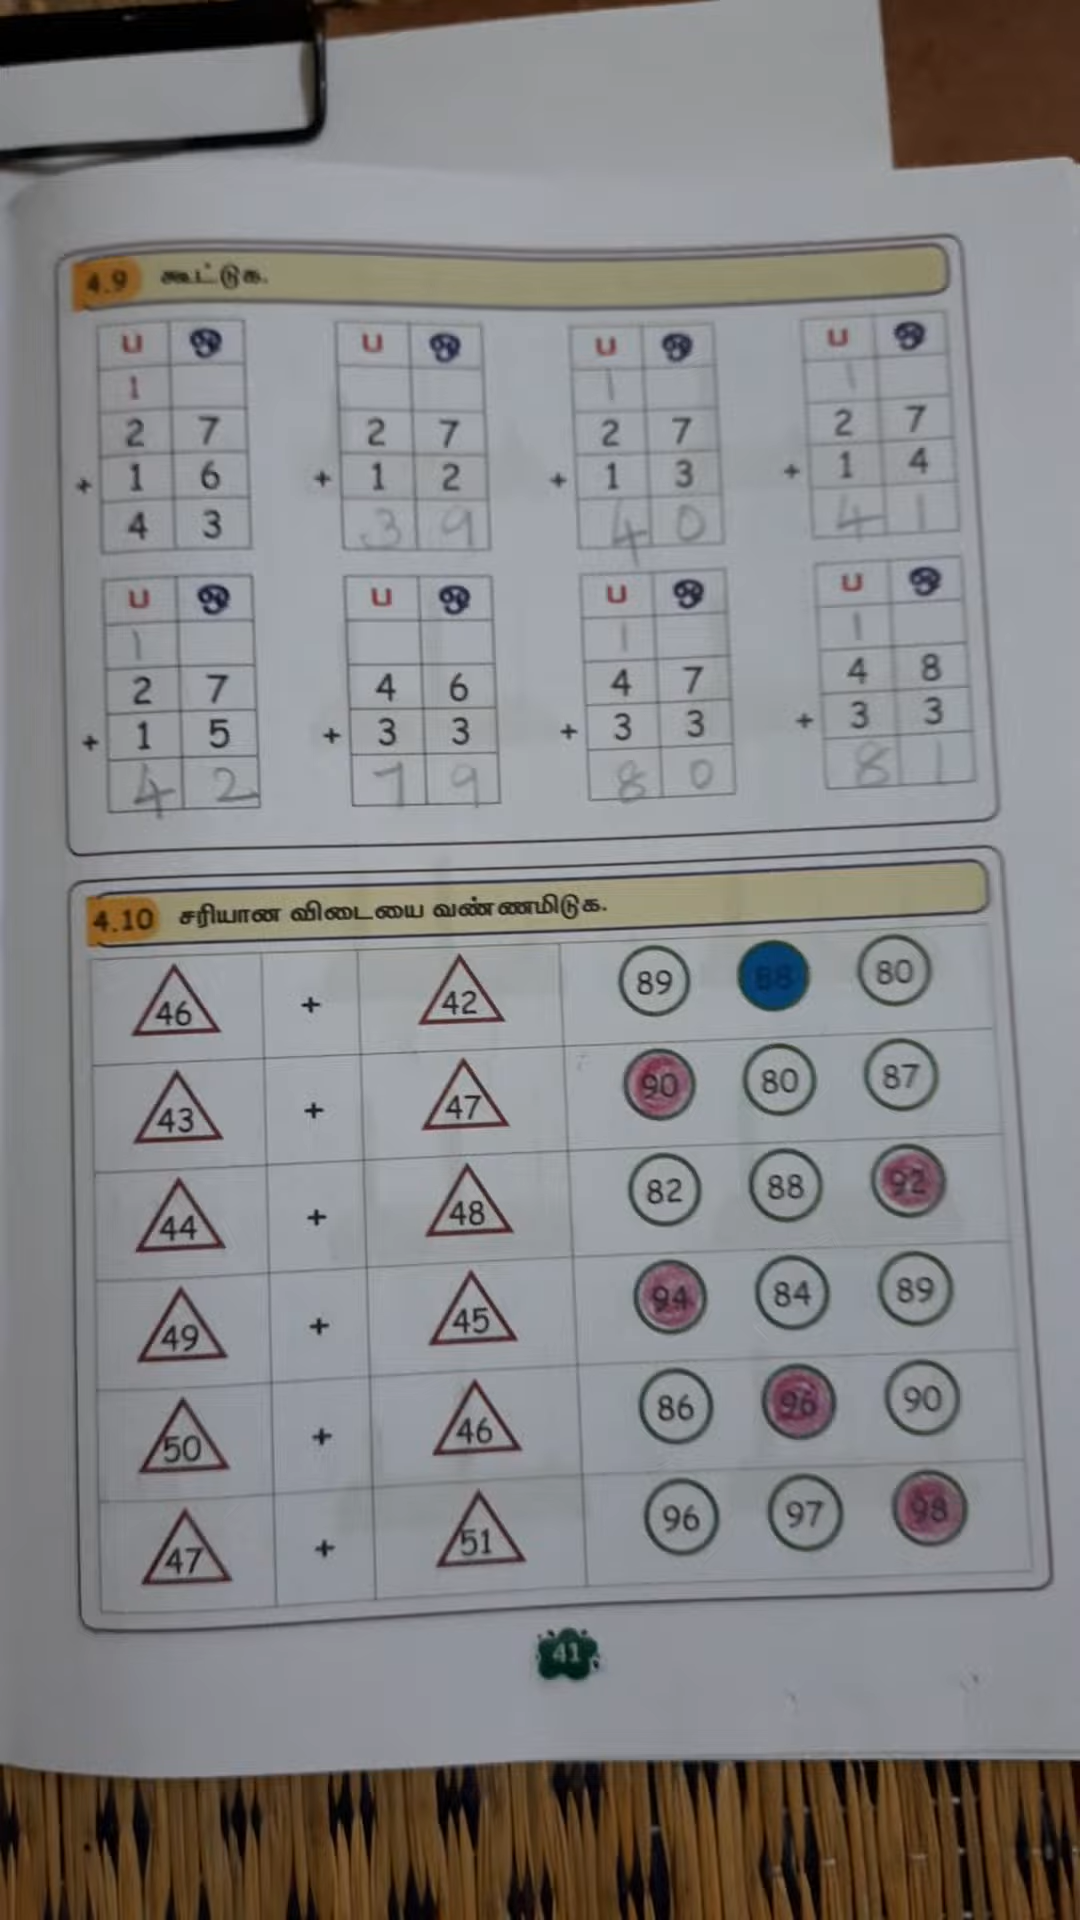 4.9 கூட்டுக.
ப ஒ ப ஒ ப ஒ ப ஒ
1 1 1
2 7 2 7 2 7 2 7
+ 1 6 + 1 2 + 1 3 + 1 4
4 3 3 9 4 0 4 1
ப ஒ ப ஒ ப ஒ ப ஒ
1 1 1
2 7 4 6 4 7 4 8
+ 1 5 + 3 3 + 3 3 + 3 3
4 2 7 9 8 0 8 1
4.10 சரியான விடையை வண்ணமிடுக.
46 + 42 89 88 80
43 + 47 90 80 87
44 + 48 82 88 92
49 + 45 94 84 89
50 + 46 86 96 90
47 + 51 96 97 98
41